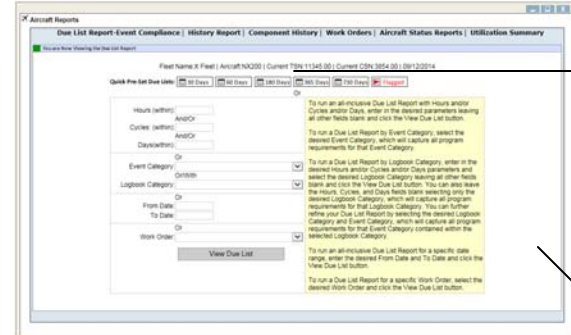 Aircraft Reports
Due List Report-Event Compliance | History Report | Component History | Work Orders | Aircraft Status Reports | Utilization Summary
You are Now Viewing the Due List Report
Fleet Name:X Fleet | Aircraft:NX200 | Current TSN:11345:00 | Current CSN:3854:00 | 09/12/2014
Quick Pre-Set Due Lists: 30 Days 60 Days 180 Days 365 Days 730 Days Flagged
Or
Hours (within):
And/Or
Cycles: (within):
And/Or
Days(within):
Or
Event Category:
Or/With
Logbook Category:
Or
From Date:
To Date:
Or
Work Order:
View Due List
To run an all-inclusive Due List Report with Hours and/or
Cycles and/or Days, enter in the desired parameters leaving
all other fields blank and click the View Due List button.
To run a Due List Report by Event Category, select the
desired Event Category, which will capture all program
requirements for that Event Category.
To run a Due List Report by Logbook Category, enter in the
desired Hours and/or Cycles and/or Days parameters and
select the desired Logbook Category leaving all other fields
blank and click the View Due List button. You can also leave
the Hours, Cycles, and Days fields blank selecting only the
desired Logbook Category, which will capture all program
requirements for that Logbook Category. You can further
refine your Due List Report by selecting the desired Logbook
Category and Event Category, which will capture all program
requirements for that Event Category contained within the
selected Logbook Category.
To run an all-inclusive Due List Report for a specific date
range, enter the desired From Date and To Date and click the
View Due List button.
To run a Due List Report for a specific Work Order, select the
desired Work Order and click the View Due List button.